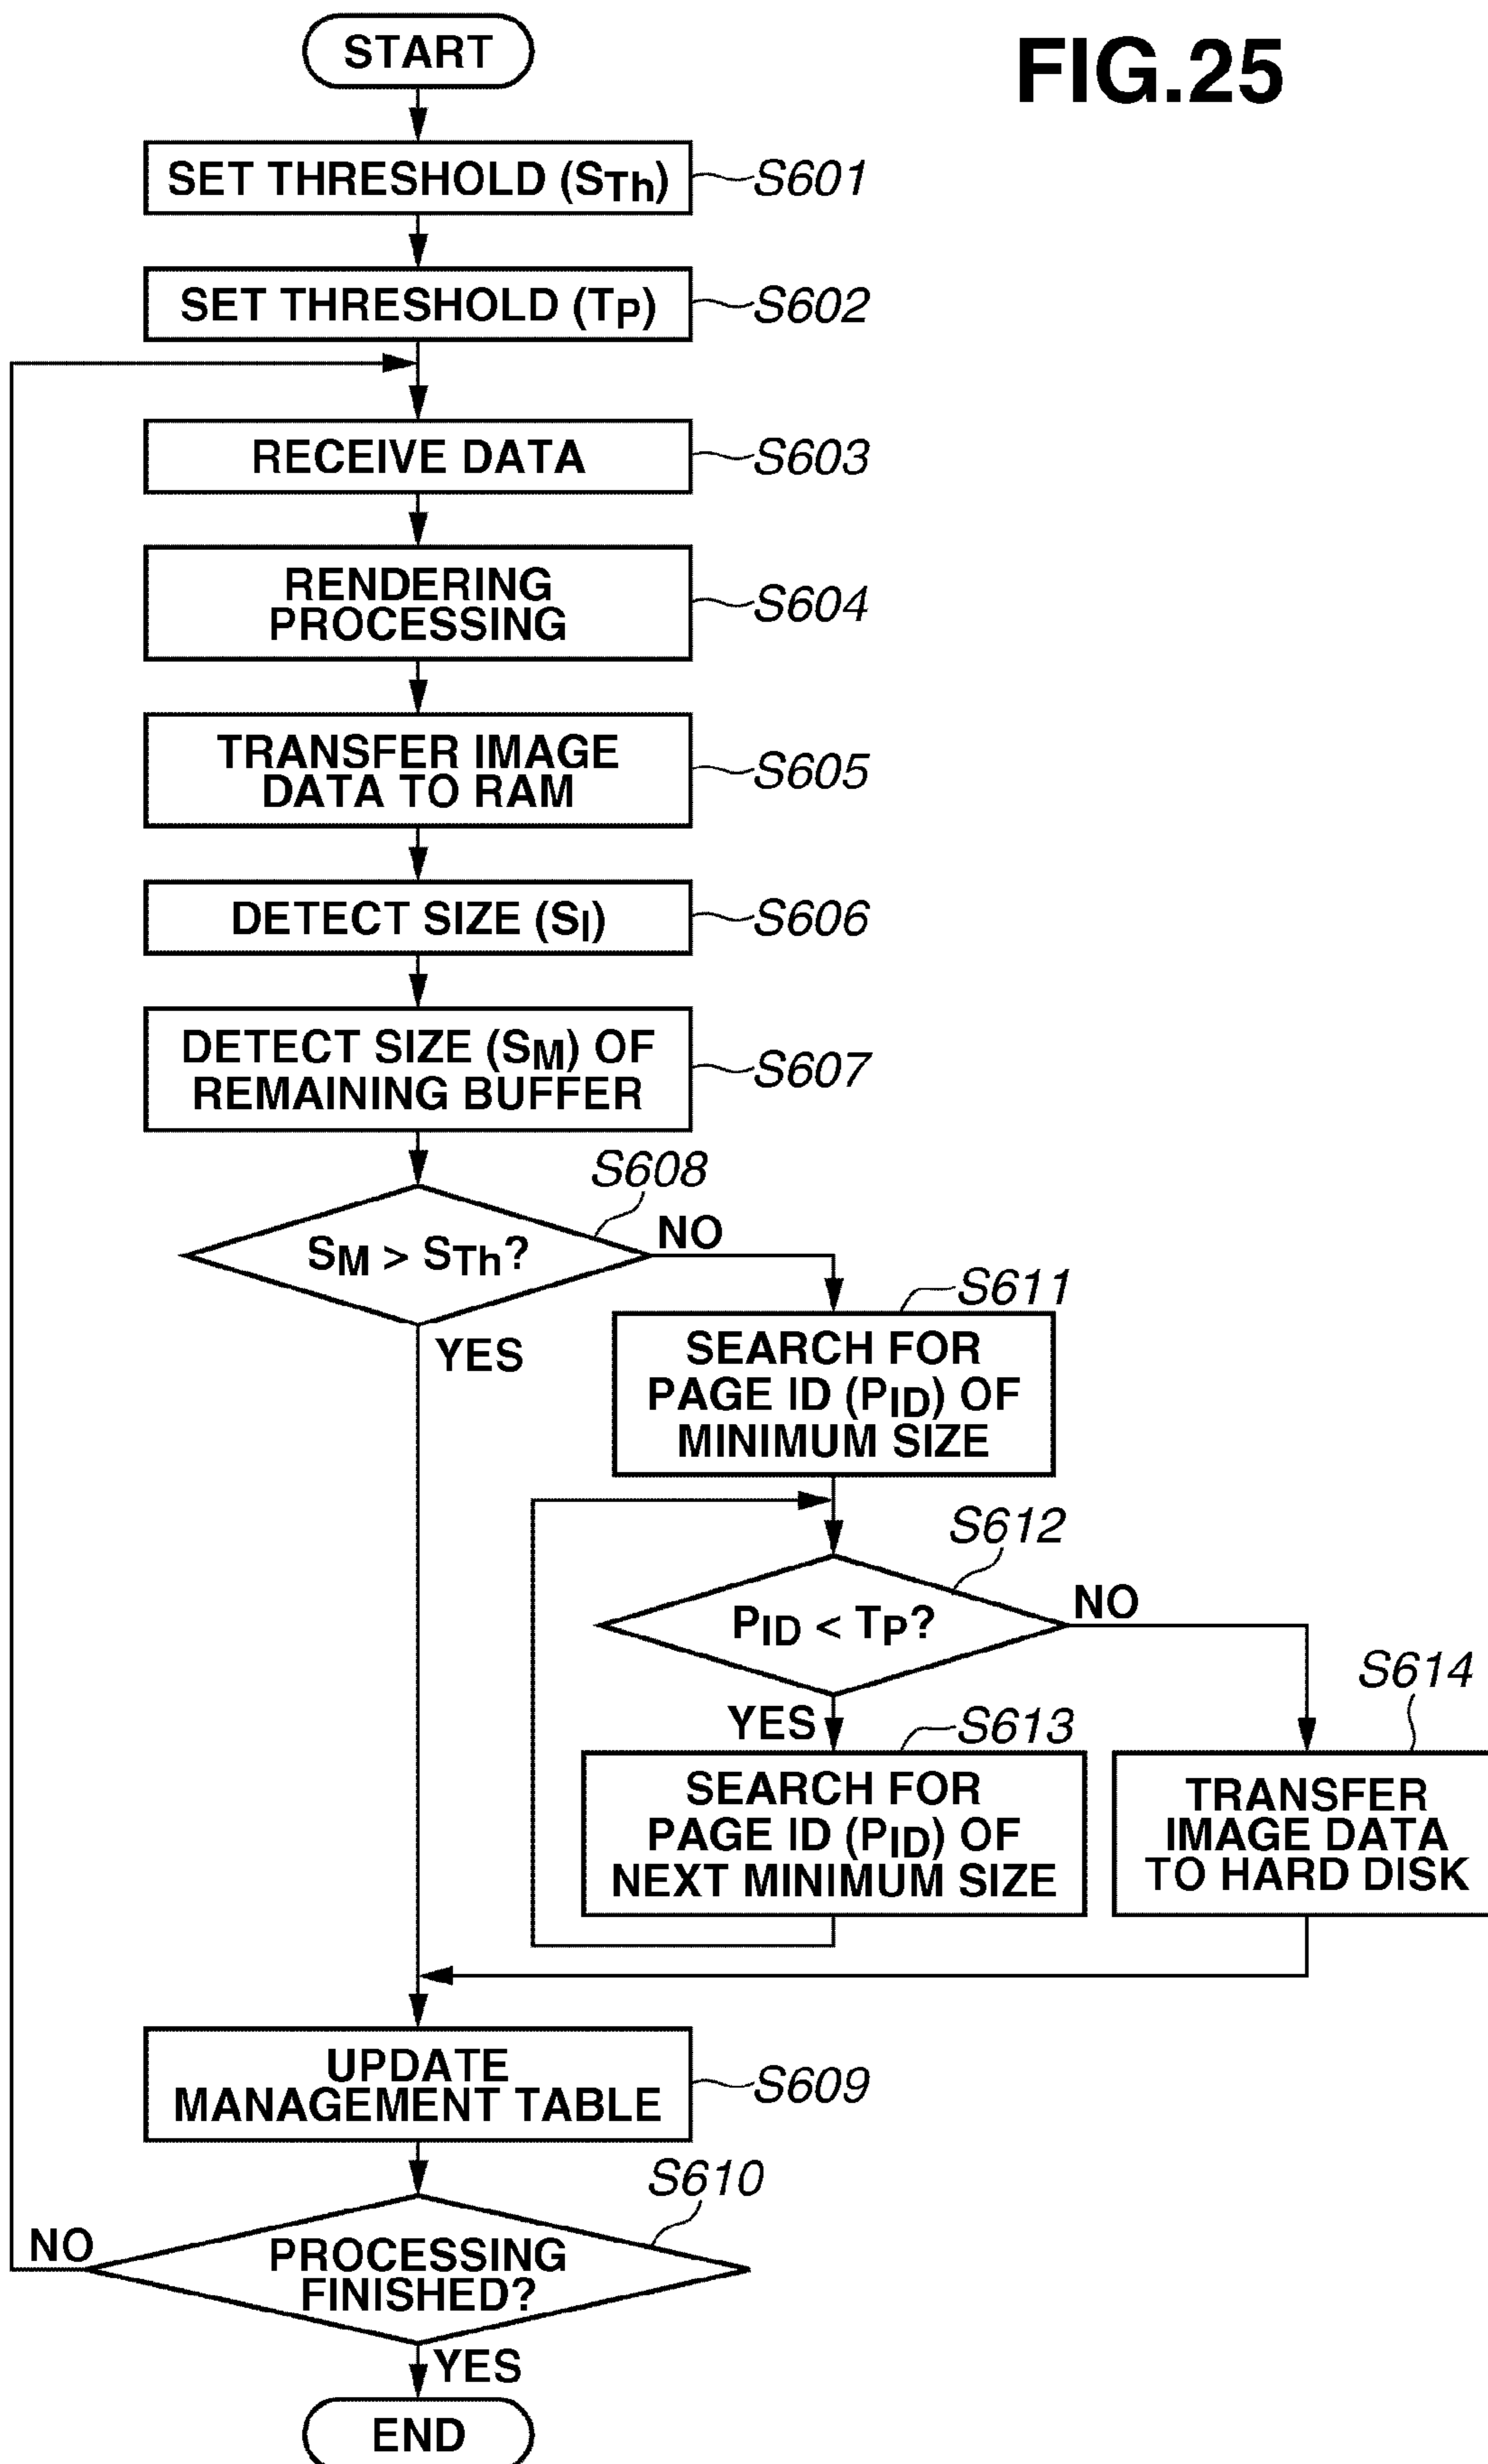 FIG.25
START
SET THRESHOLD (STh)
S601
SET THRESHOLD (TP)
S602
RECEIVE DATA
S603
RENDERING
PROCESSING
S604
TRANSFER IMAGE
DATA TO RAM
S605
DETECT SIZE (SI)
S606
DETECT SIZE (SM) OF
REMAINING BUFFER
S607
S608
SM > STh?
NO
YES
S611
SEARCH FOR
PAGE ID (PID) OF
MINIMUM SIZE
S612
PID < TP?
NO
YES
S613
SEARCH FOR
PAGE ID (PID) OF
NEXT MINIMUM SIZE
S614
TRANSFER
IMAGE DATA
TO HARD DISK
UPDATE
MANAGEMENT TABLE
S609
S610
PROCESSING
FINISHED?
NO
YES
END